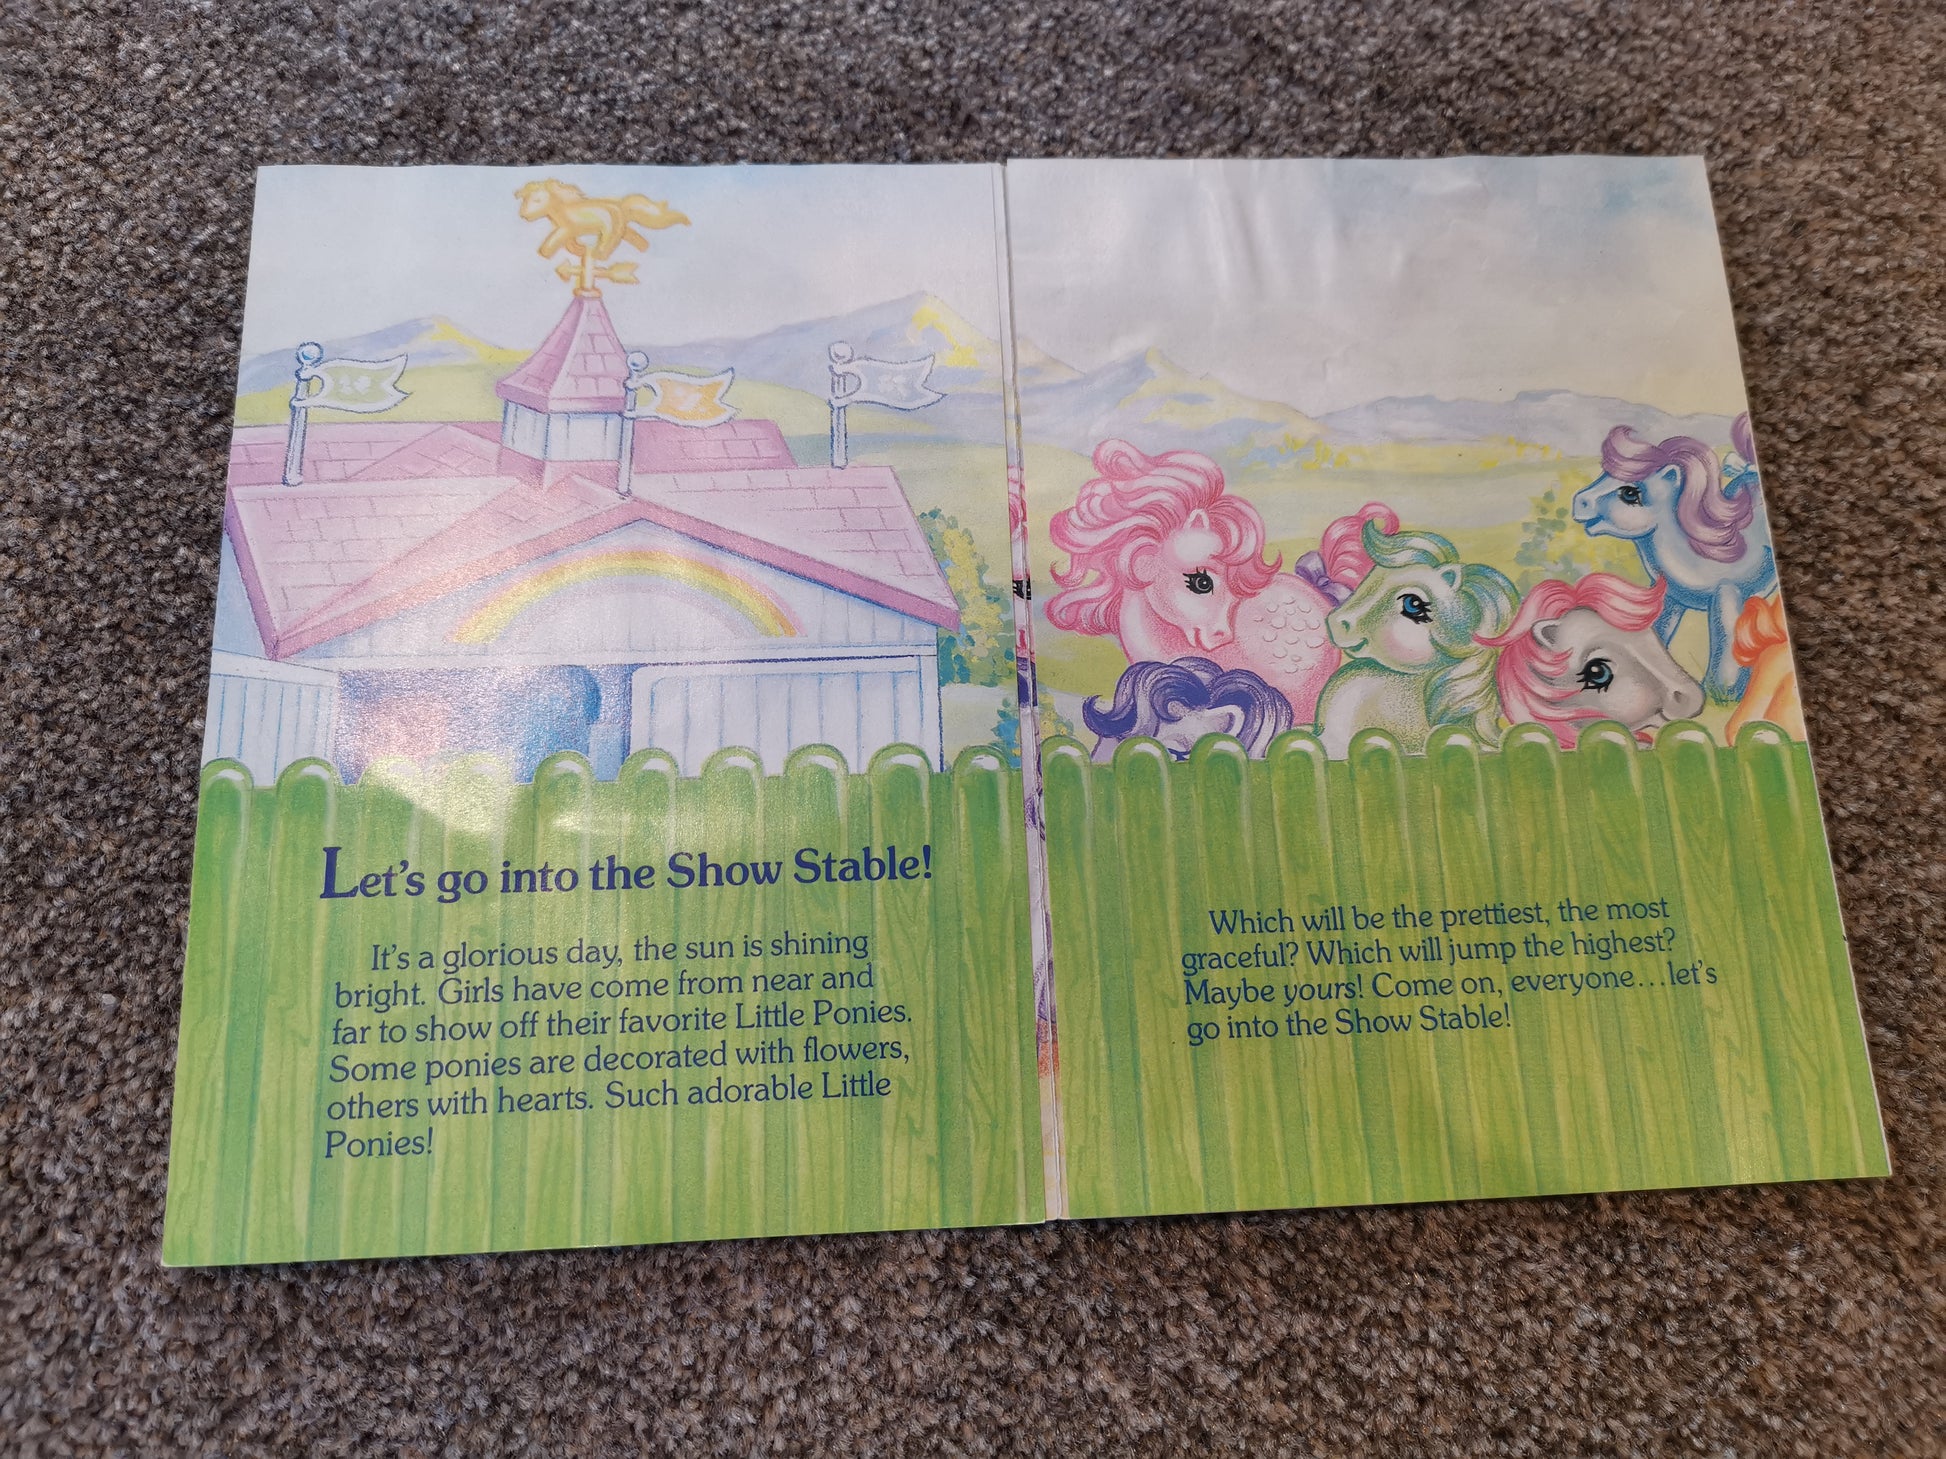 Let's go into the Show Stable!
It's a glorious day, the sun is shining
bright. Girls have come from near and
far to show off their favorite Little Ponies.
Some ponies are decorated with flowers,
others with hearts. Such adorable Little
Ponies!
Which will be the prettiest, the most
graceful? Which will jump the highest?
Maybe yours! Come on, everyone...let's
go into the Show Stable!